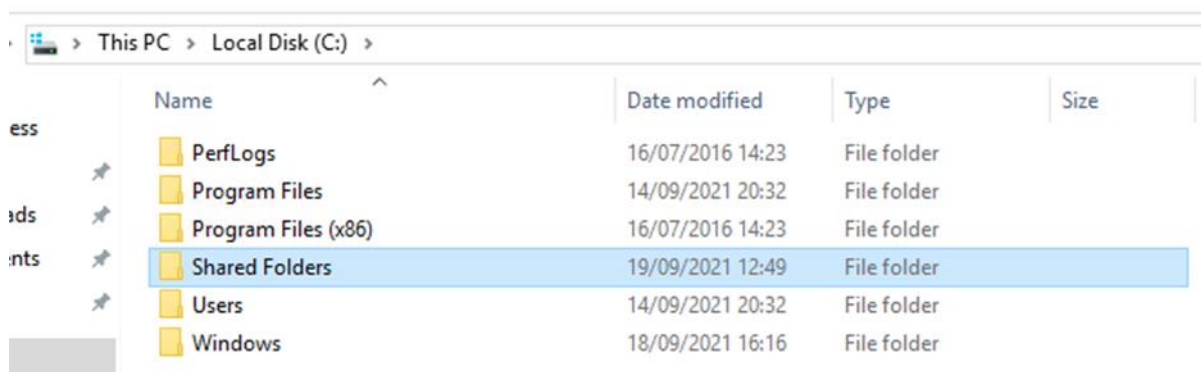 This PC > Local Disk (C:) >
Name Date modified Type Size
ess
PerfLogs 16/07/2016 14:23 File folder
Program Files 14/09/2021 20:32 File folder
ads
Program Files (x86) 16/07/2016 14:23 File folder
ents
Shared Folders 19/09/2021 12:49 File folder
Users 14/09/2021 20:32 File folder
Windows 18/09/2021 16:16 File folder